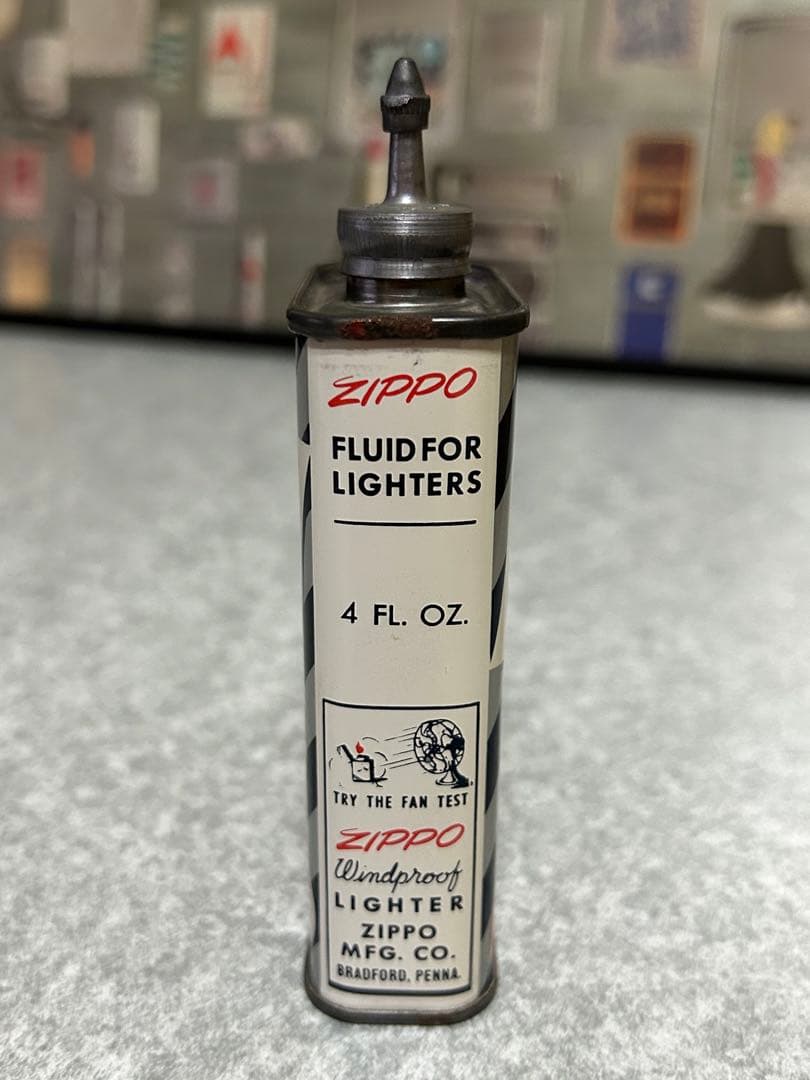 ZIPPO
FLUID FOR
LIGHTERS
4 FL. OZ.
TRY THE FAN TEST
ZIPPO
Windproof
LIGHTER
ZIPPO
MFG. CO.
BRADFORD, PENNA.